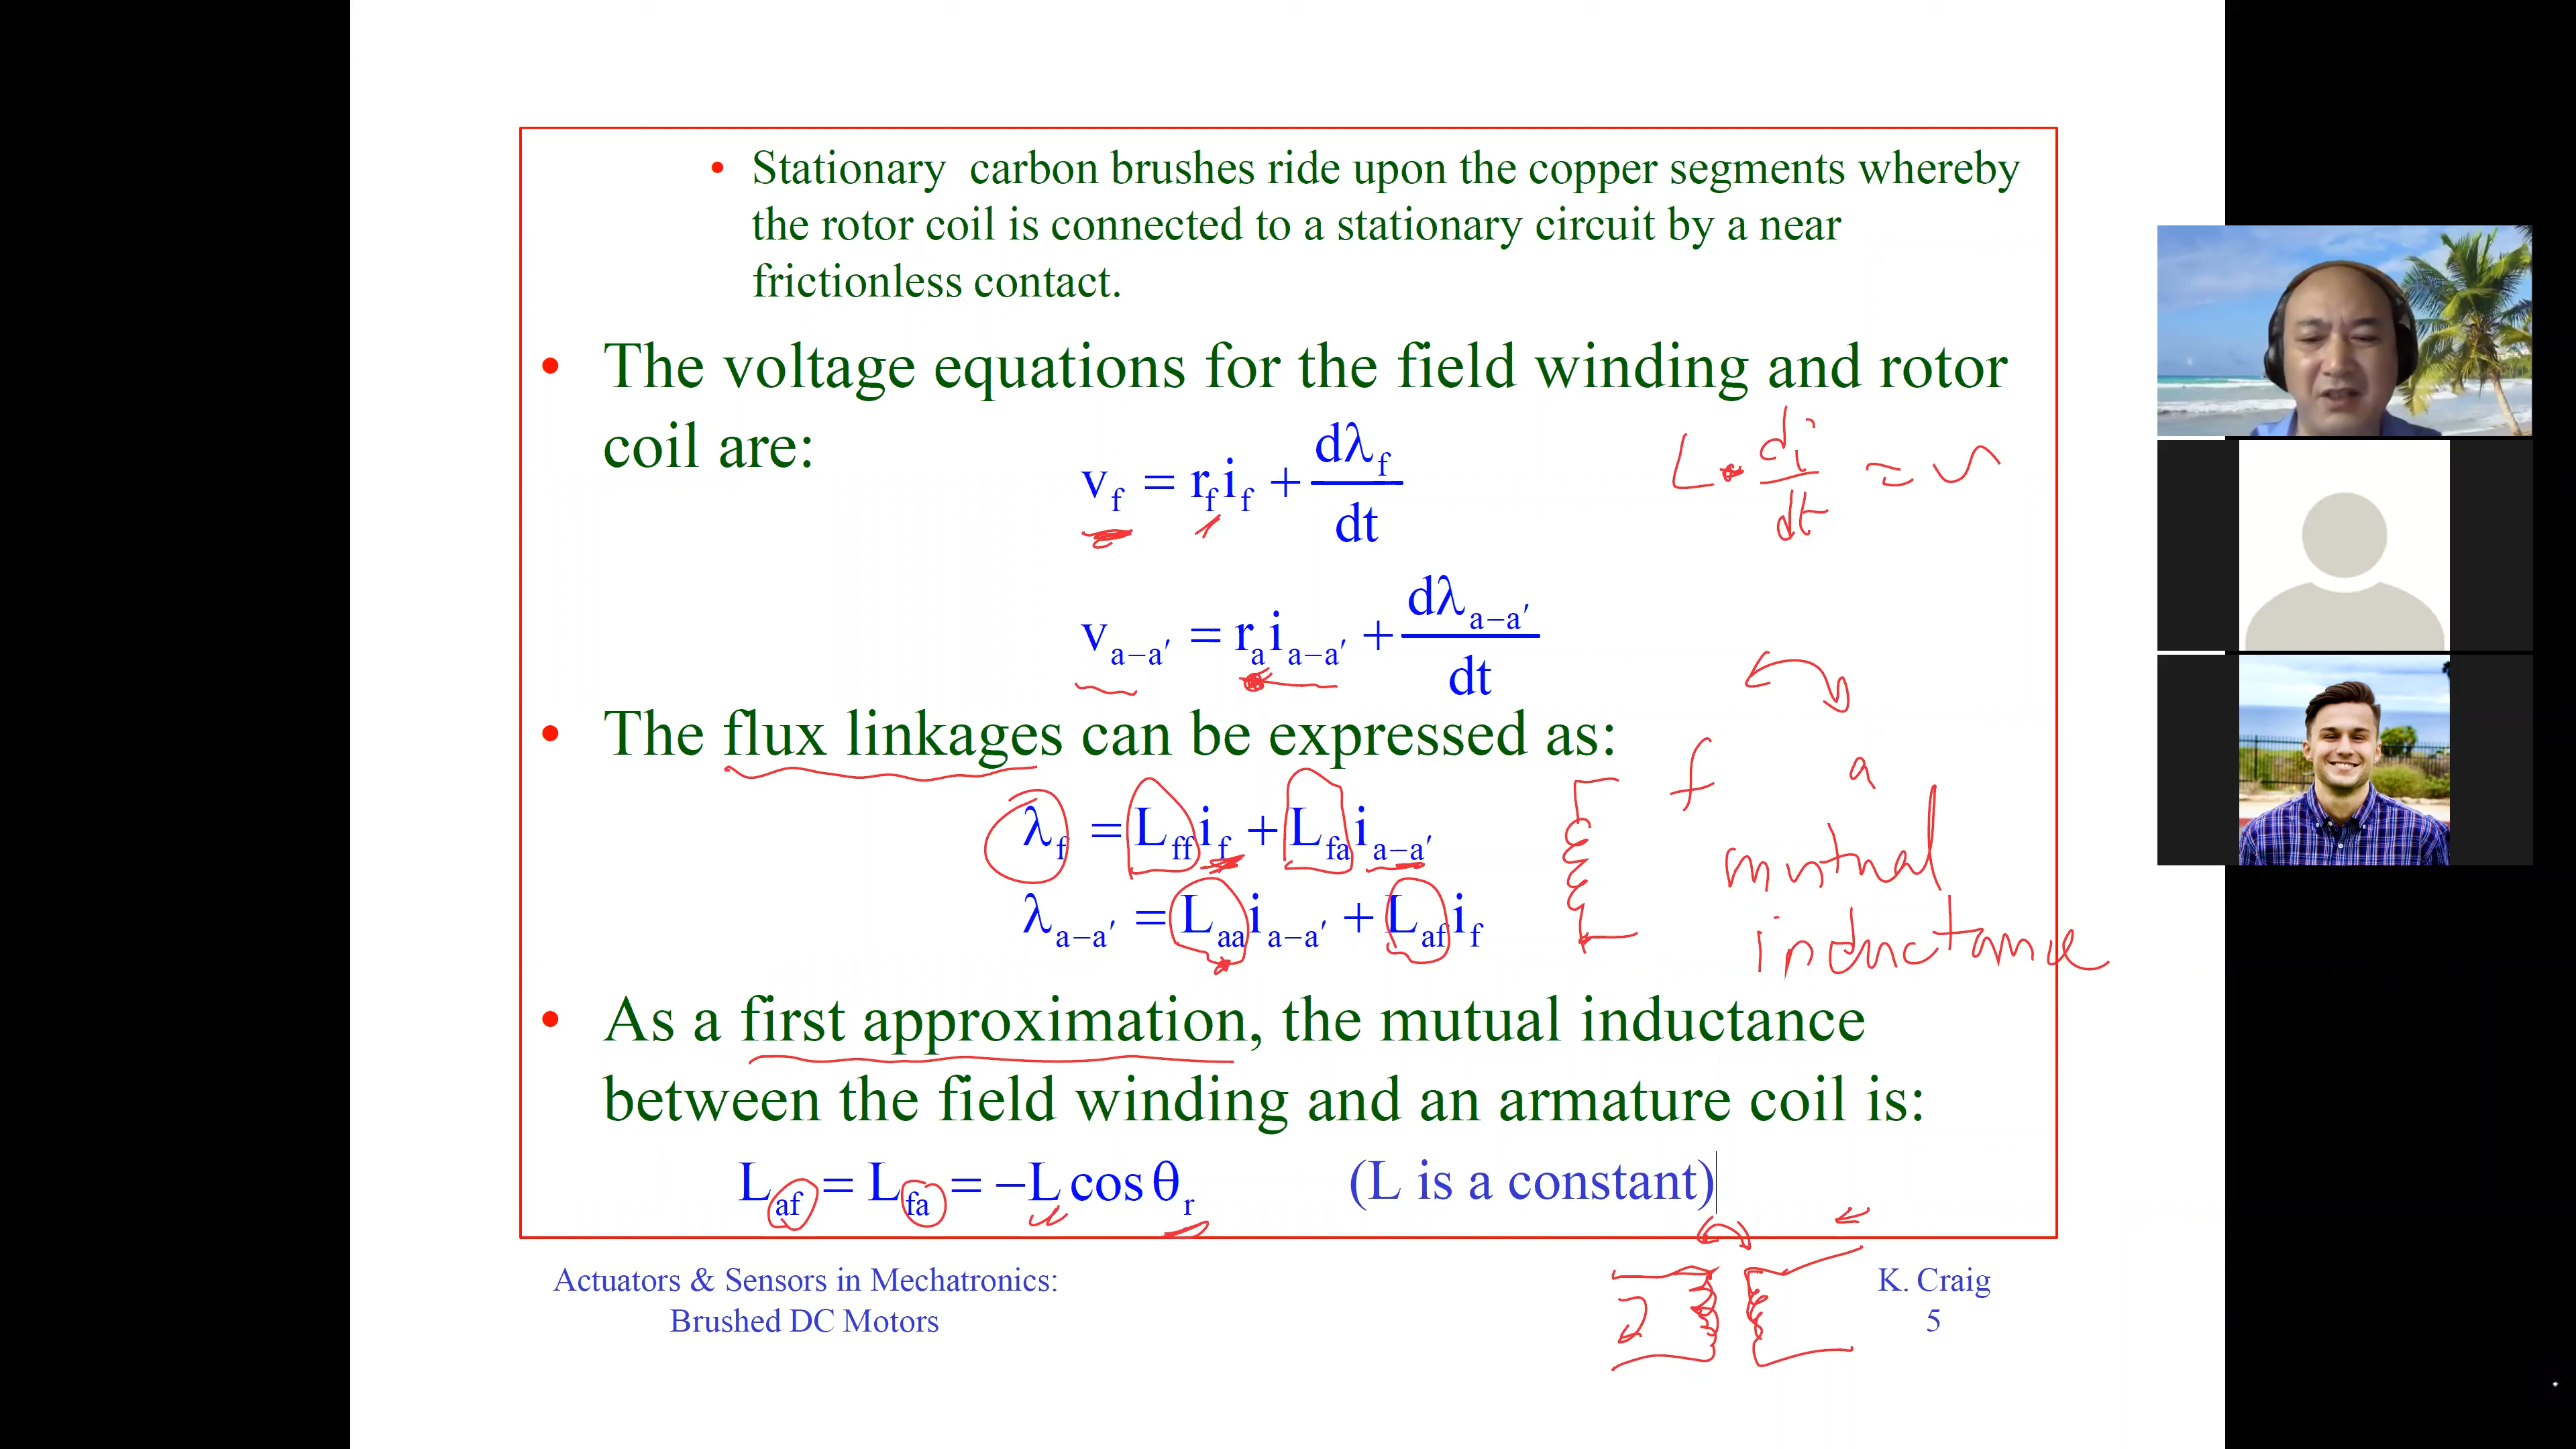 • Stationary carbon brushes ride upon the copper segments whereby
the rotor coil is connected to a stationary circuit by a near
frictionless contact.
• The voltage equations for the field winding and rotor
coil are:
v_f = r_f i_f + dλ_f/dt
L · di/dt = v
v_a−a′ = r_a i_a−a′ + dλ_a−a′/dt
• The flux linkages can be expressed as:
f a
λ_f = L_ff i_f + L_fa i_a−a′
mutual
λ_a−a′ = L_aa i_a−a′ + L_af i_f
inductance
• As a first approximation, the mutual inductance
between the field winding and an armature coil is:
L_af = L_fa = −L cos θ_r (L is a constant)
Actuators & Sensors in Mechatronics:
Brushed DC Motors
K. Craig
5